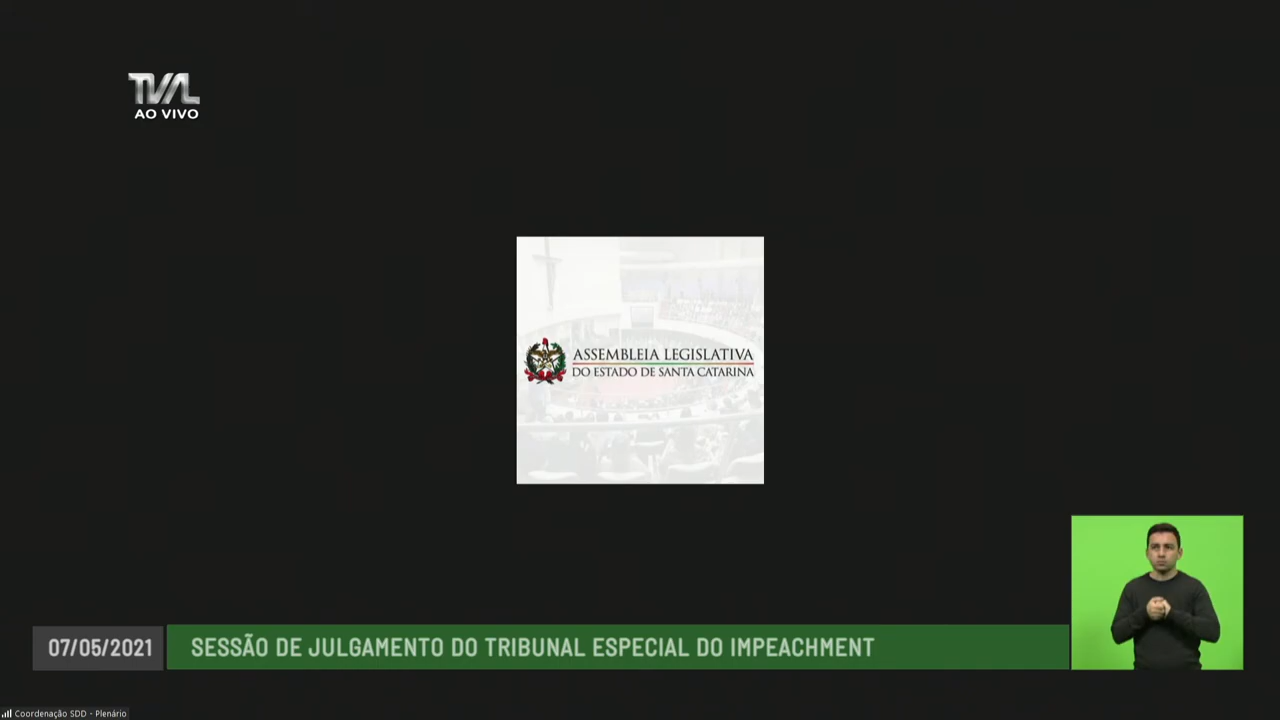 TVAL
AO VIVO
ASSEMBLEIA LEGISLATIVA
DO ESTADO DE SANTA CATARINA
07/05/2021
SESSÃO DE JULGAMENTO DO TRIBUNAL ESPECIAL DO IMPEACHMENT
Coordenação SDD - Plenário